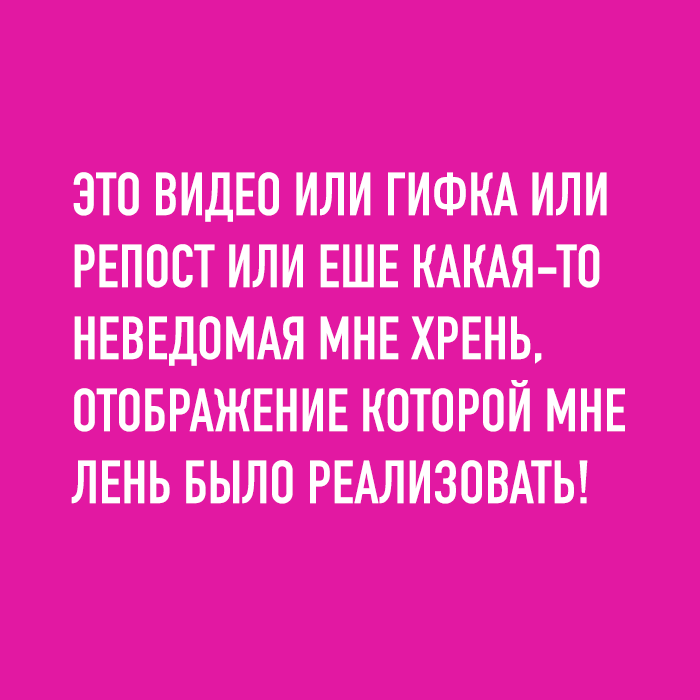 ЭТО ВИДЕО ИЛИ ГИФКА ИЛИ
РЕПОСТ ИЛИ ЕШЕ КАКАЯ-ТО
НЕВЕДОМАЯ МНЕ ХРЕНЬ,
ОТОБРАЖЕНИЕ КОТОРОЙ МНЕ
ЛЕНЬ БЫЛО РЕАЛИЗОВАТЬ!